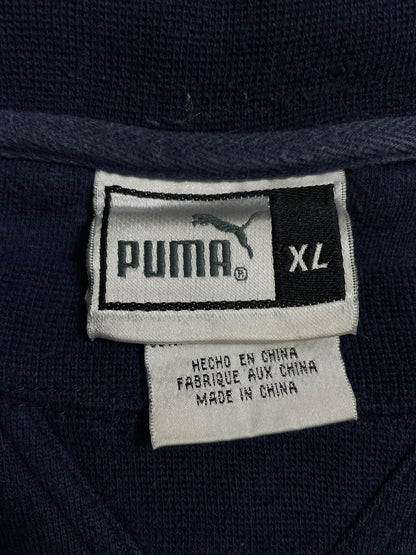 PUMA® XL
HECHO EN CHINA
FABRIQUE AUX CHINA
MADE IN CHINA